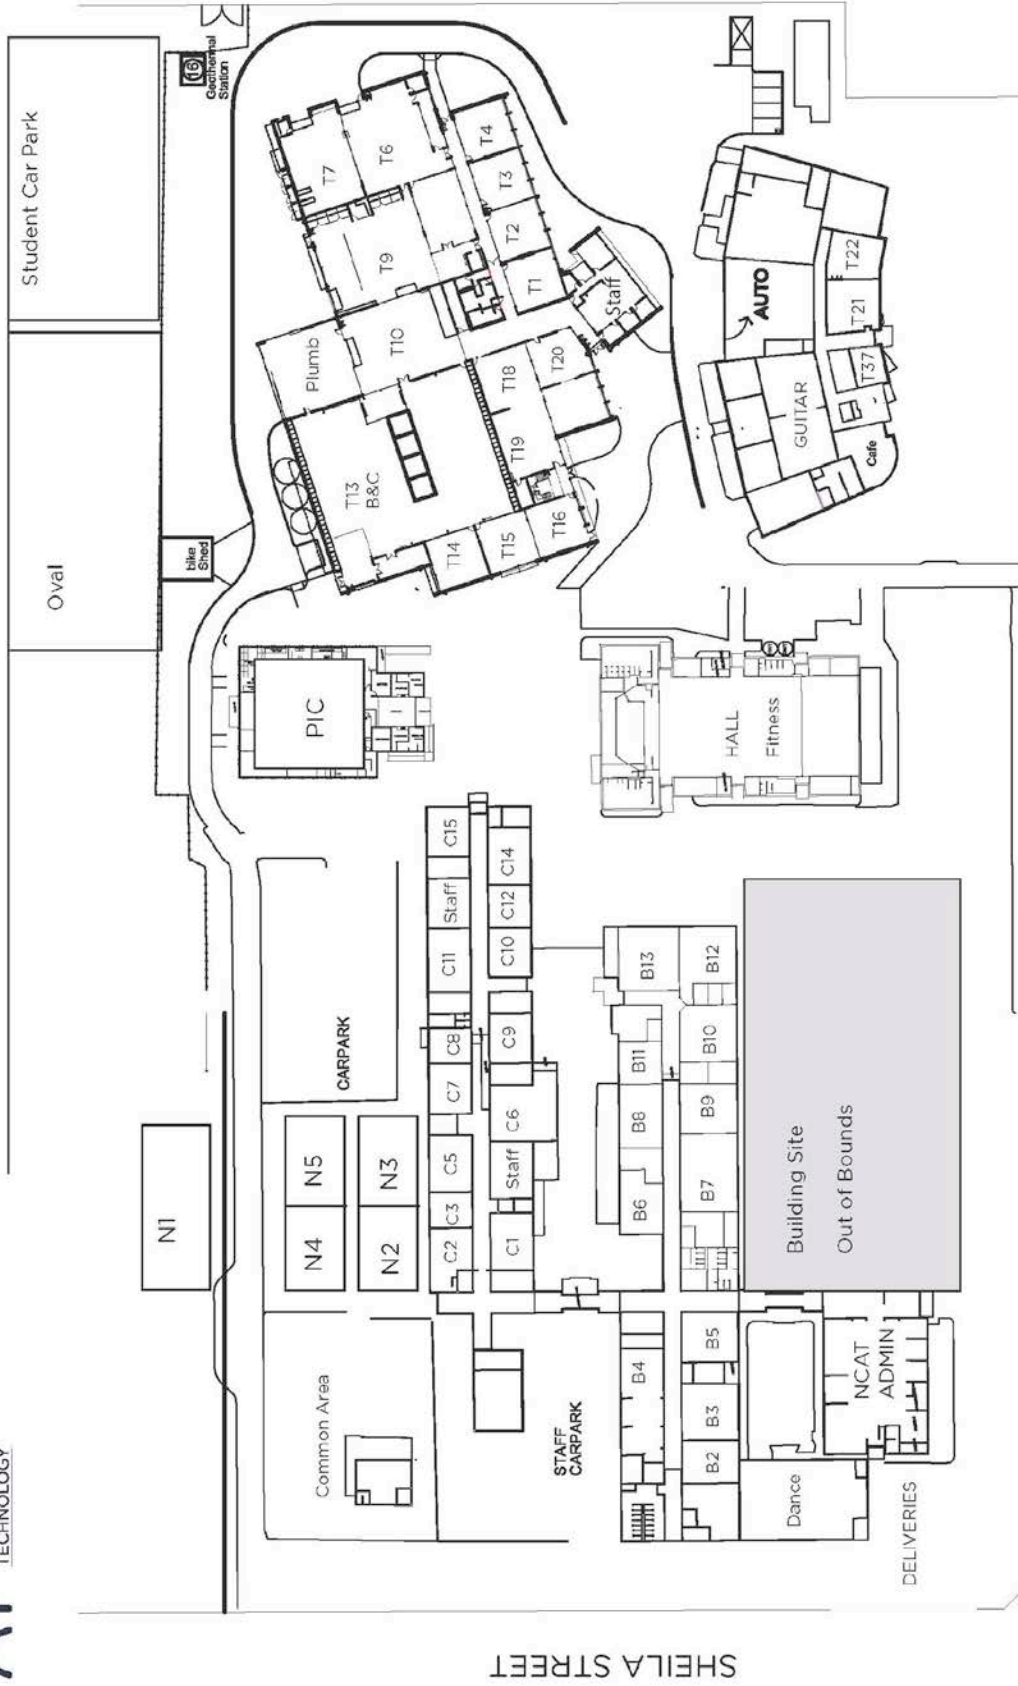 TECHNOLOGY
Student Car Park
16
Geothermal
Station
Oval
bike
Shed
T7
T6
T4
T3
T2
T1
T9
Staff
Plumb
T10
T18
T20
T19
T13
B&C
T14
T15
T16
AUTO
T22
T21
T37
GUITAR
Cafe
PIC
HALL
Fitness
C15
Staff
C11
C8
C7
C5
C3
C2
C14
C12
C10
C9
C6
Staff
C1
CARPARK
N1
N5
N4
N3
N2
B13
B12
B11
B10
B8
B9
B6
B7
Building Site
Out of Bounds
Common Area
STAFF
CARPARK
B4
B5
B3
B2
NCAT
ADMIN
Dance
DELIVERIES
SHEILA STREET